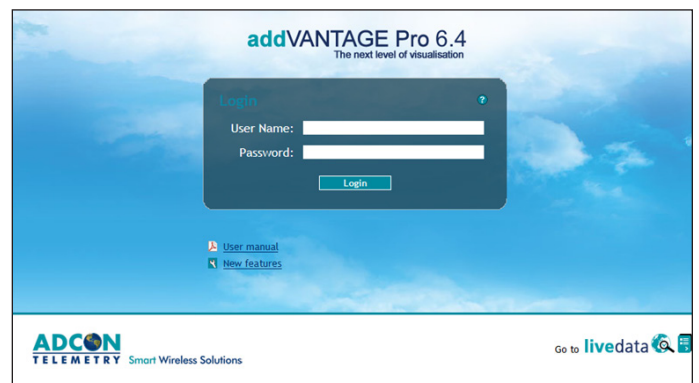 addVANTAGE Pro 6.4
The next level of visualisation
Login
?
User Name:
Password:
Login
User manual
New features
ADCON
TELEMETRY Smart Wireless Solutions
Go to livedata